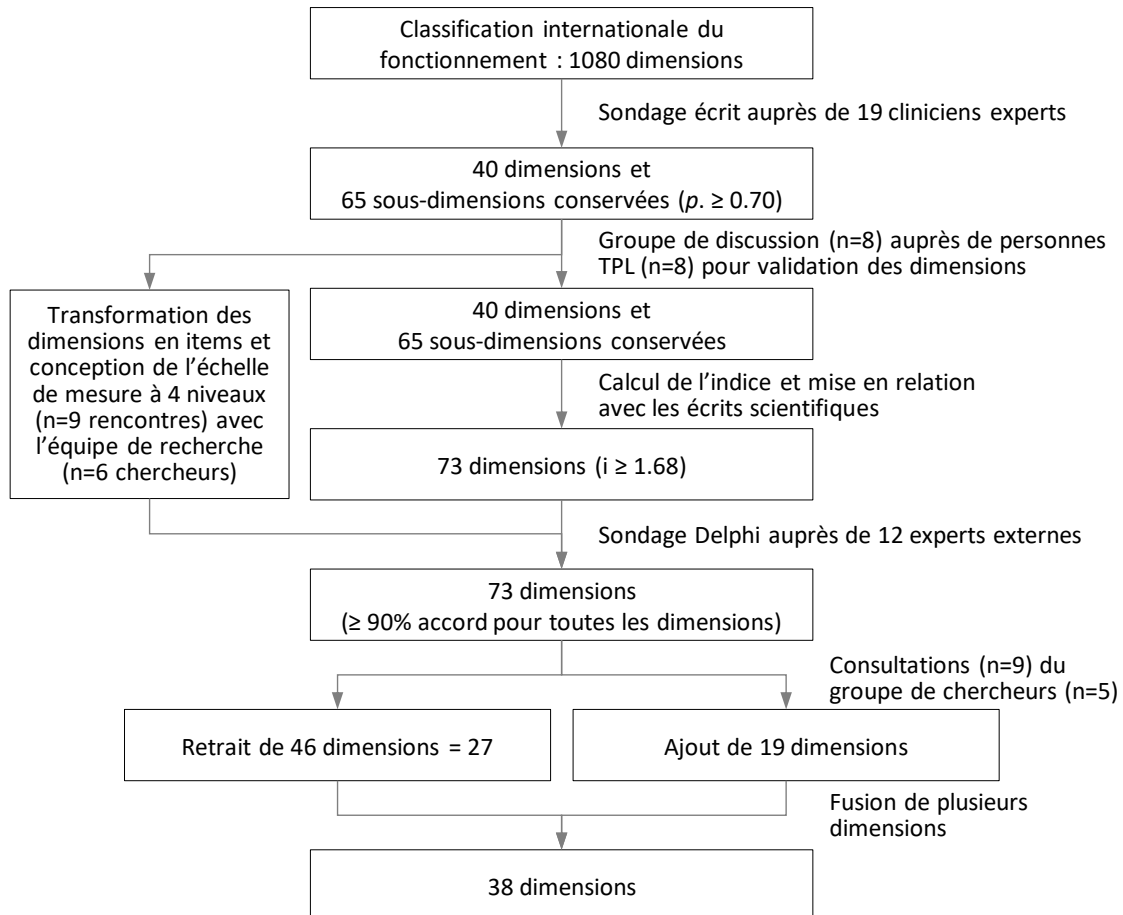 Classification internationale du
fonctionnement : 1080 dimensions
Sondage écrit auprès de 19 cliniciens experts
40 dimensions et
65 sous-dimensions conservées (p. ≥ 0.70)
Groupe de discussion (n=8) auprès de personnes
TPL (n=8) pour validation des dimensions
Transformation des
dimensions en items et
conception de l’échelle
de mesure à 4 niveaux
(n=9 rencontres) avec
l’équipe de recherche
(n=6 chercheurs)
40 dimensions et
65 sous-dimensions conservées
Calcul de l’indice et mise en relation
avec les écrits scientifiques
73 dimensions (i ≥ 1.68)
Sondage Delphi auprès de 12 experts externes
73 dimensions
(≥ 90% accord pour toutes les dimensions)
Consultations (n=9) du
groupe de chercheurs (n=5)
Retrait de 46 dimensions = 27
Ajout de 19 dimensions
Fusion de plusieurs
dimensions
38 dimensions